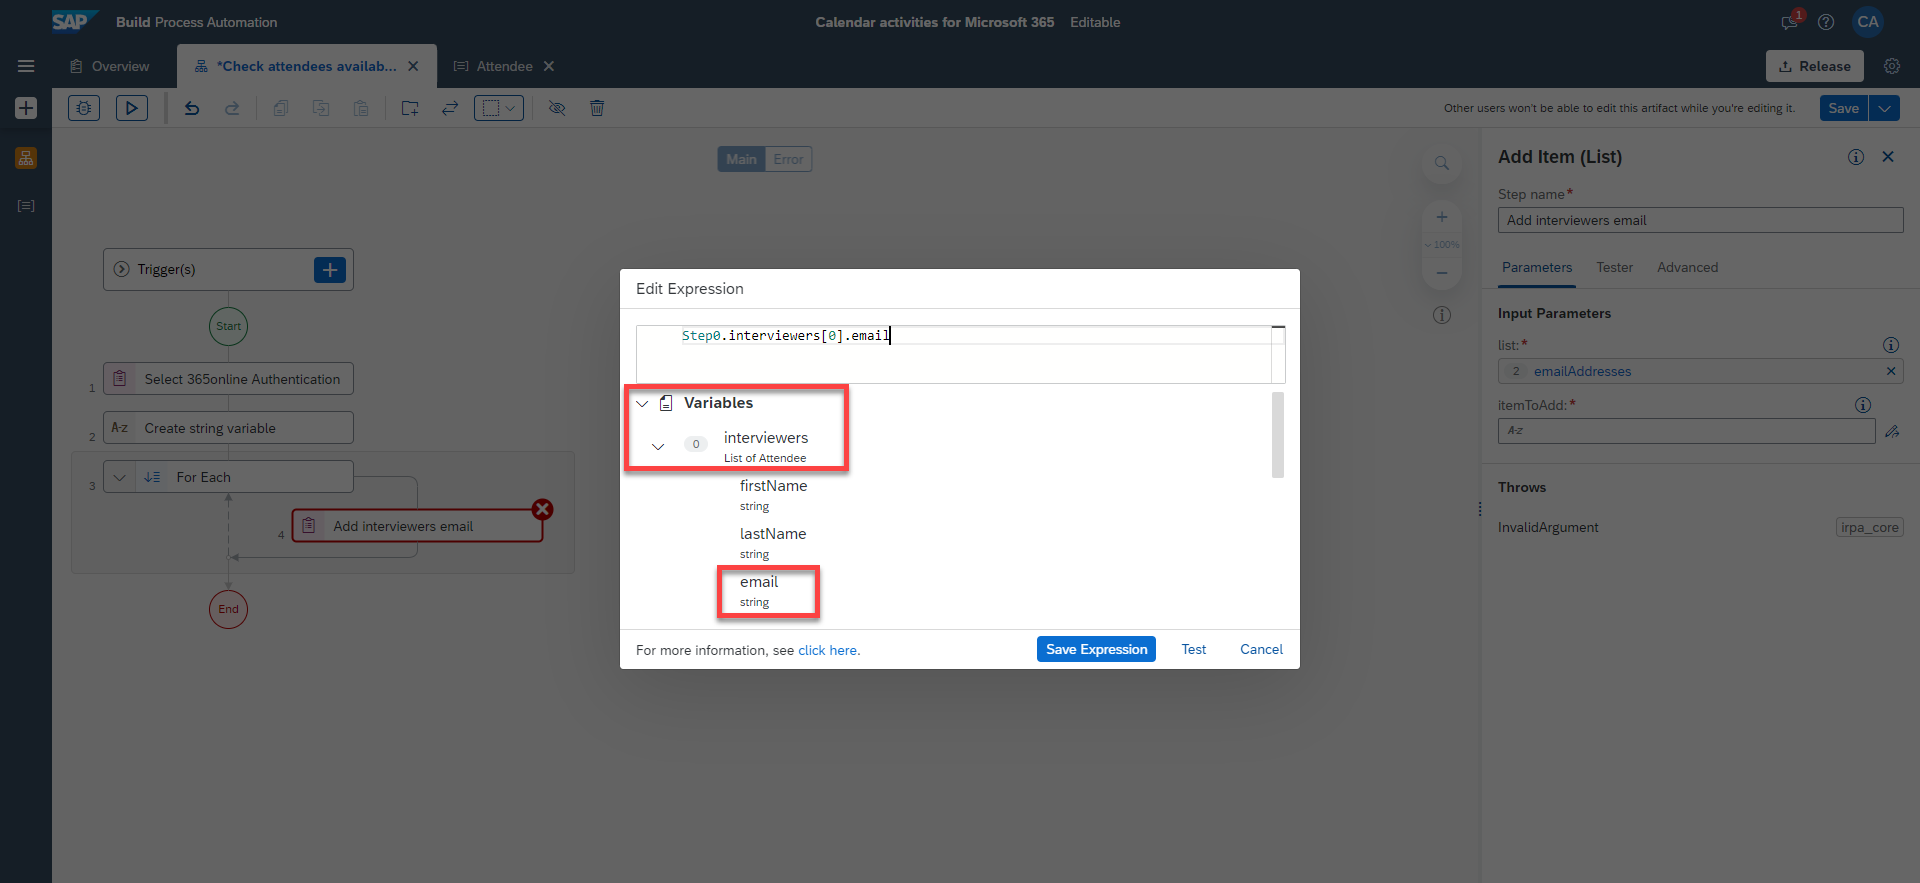 SAP Build Process Automation
Calendar activities for Microsoft 365 Editable
1
CA
Overview
*Check attendees availab...
Attendee
Release
Other users won't be able to edit this artifact while you're editing it.
Save
Main Error
Trigger(s)
Start
1 Select 365online Authentication
2 A-z Create string variable
3 For Each
4 Add interviewers email
End
100%
Edit Expression
Step0.interviewers[0].email
Variables
0 interviewers
List of Attendee
firstName
string
lastName
string
email
string
For more information, see click here.
Save Expression Test Cancel
Add Item (List)
Step name*
Add interviewers email
Parameters Tester Advanced
Input Parameters
list:*
2 emailAddresses
itemToAdd:*
A-z
Throws
InvalidArgument irpa_core